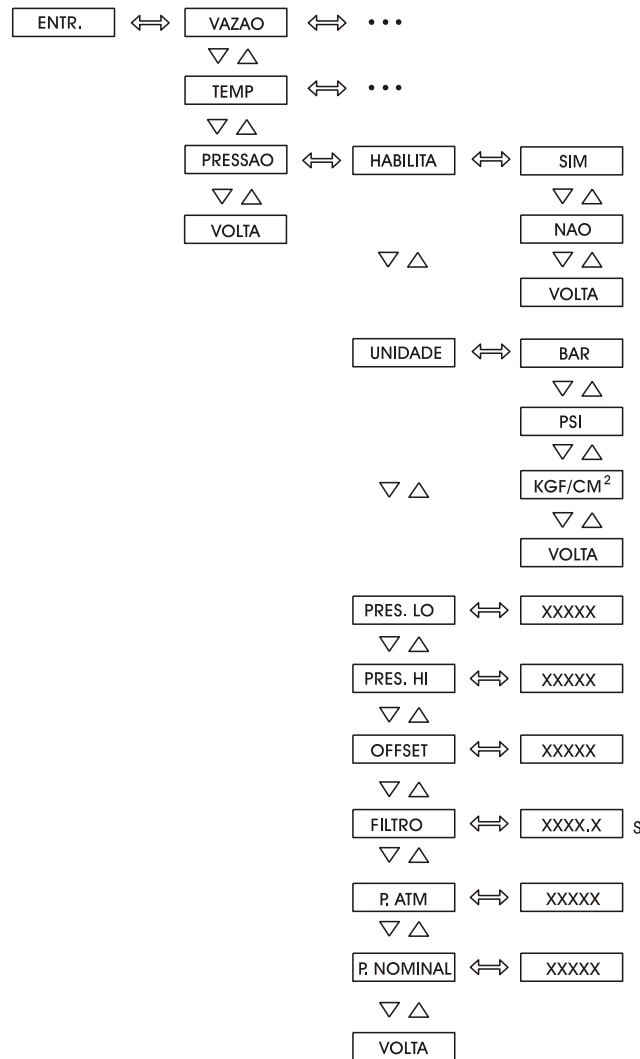 ENTR. VAZAO • • •
TEMP • • •
PRESSAO HABILITA SIM
VOLTA NAO
VOLTA
UNIDADE BAR
PSI
KGF/CM²
VOLTA
PRES. LO XXXXX
PRES. HI XXXXX
OFFSET XXXXX
FILTRO XXXX.X S
P. ATM XXXXX
P. NOMINAL XXXXX
VOLTA